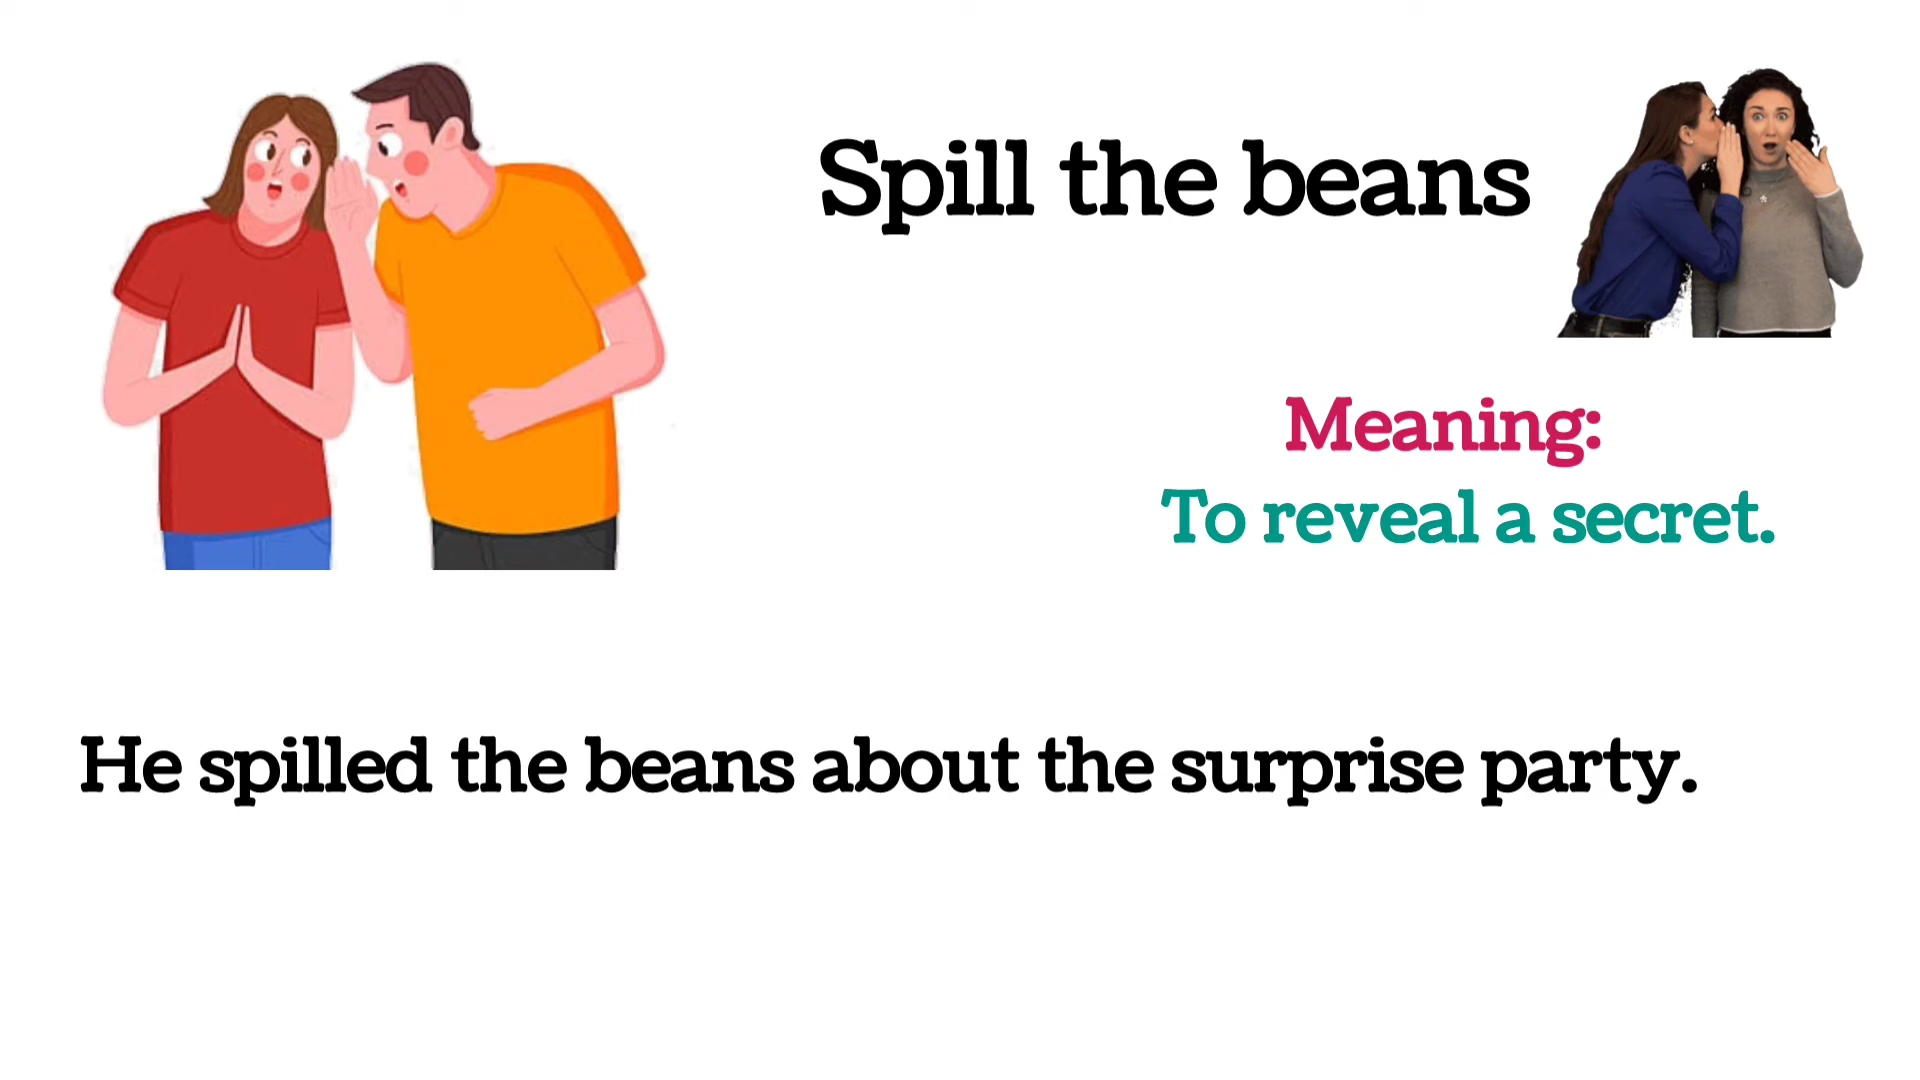 Spill the beans
Meaning:
To reveal a secret.
He spilled the beans about the surprise party.